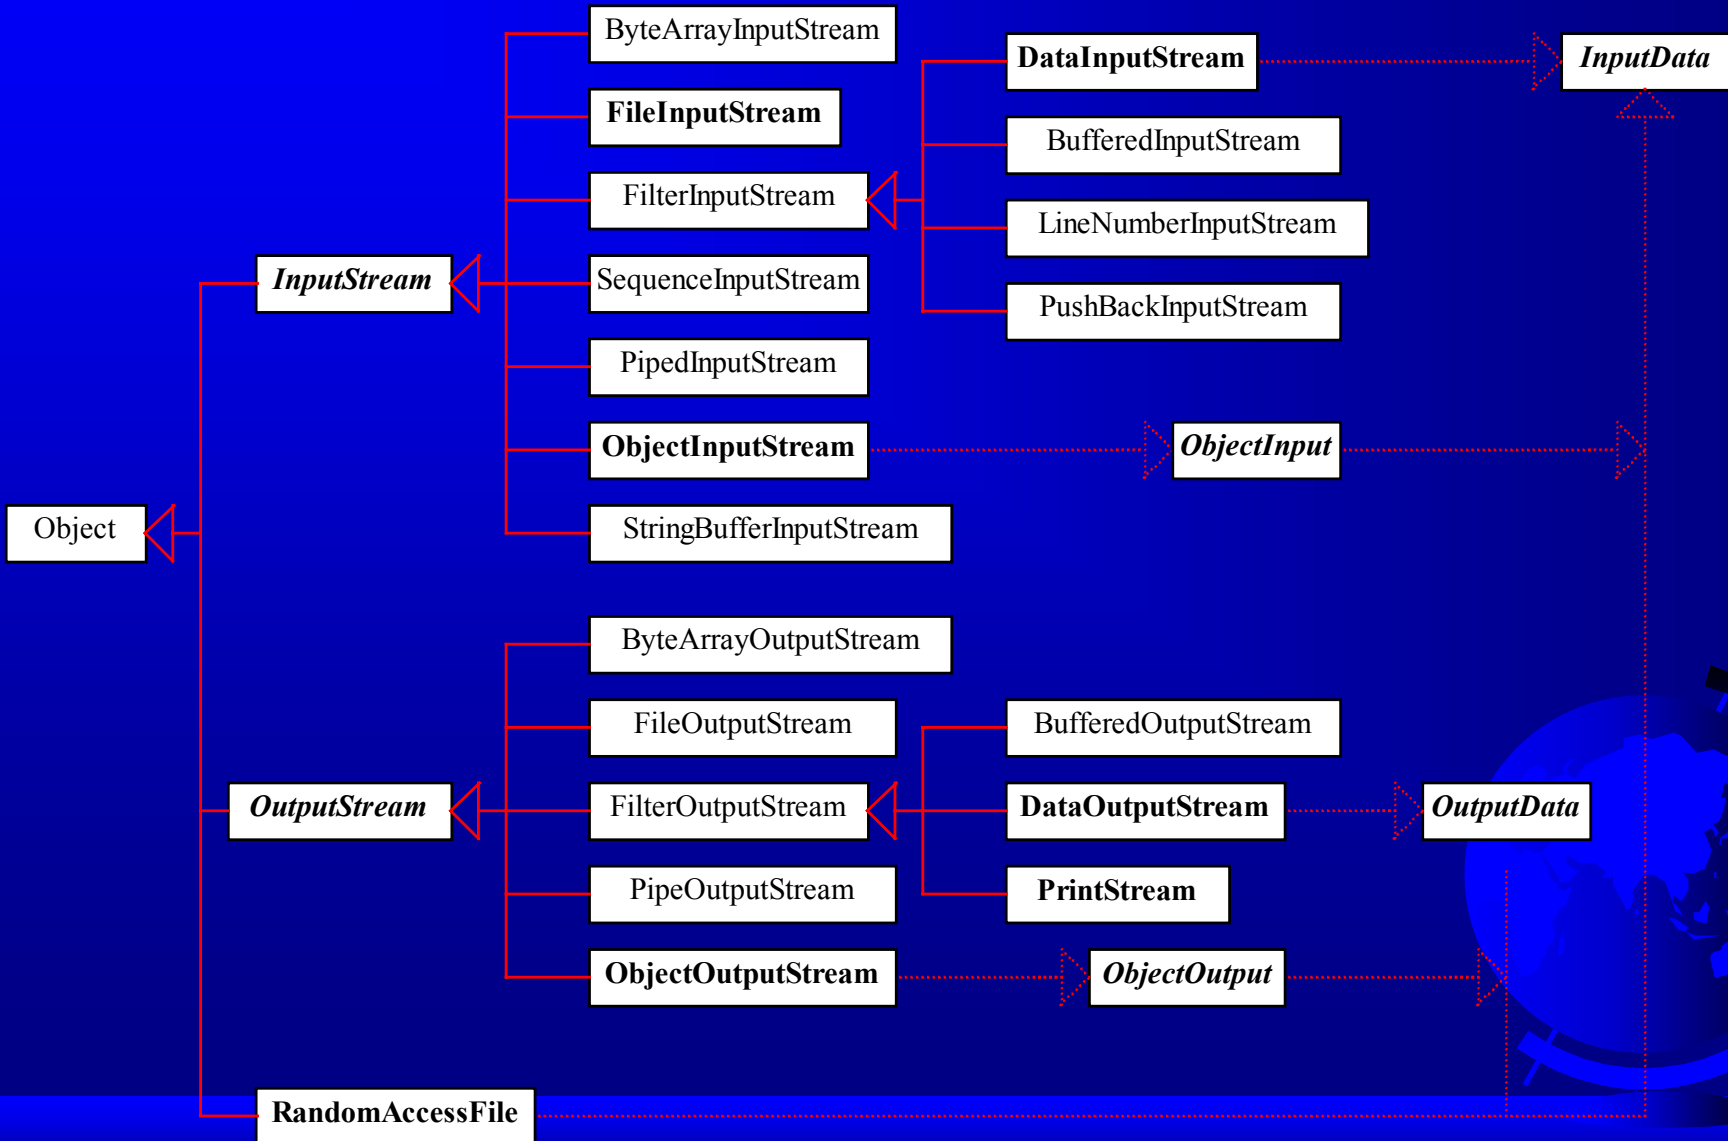 ByteArrayInputStream
DataInputStream
InputData
FileInputStream
BufferedInputStream
FilterInputStream
LineNumberInputStream
InputStream
SequenceInputStream
PushBackInputStream
PipedInputStream
ObjectInputStream
ObjectInput
Object
StringBufferInputStream
ByteArrayOutputStream
FileOutputStream
BufferedOutputStream
OutputStream
FilterOutputStream
DataOutputStream
OutputData
PipeOutputStream
PrintStream
ObjectOutputStream
ObjectOutput
RandomAccessFile